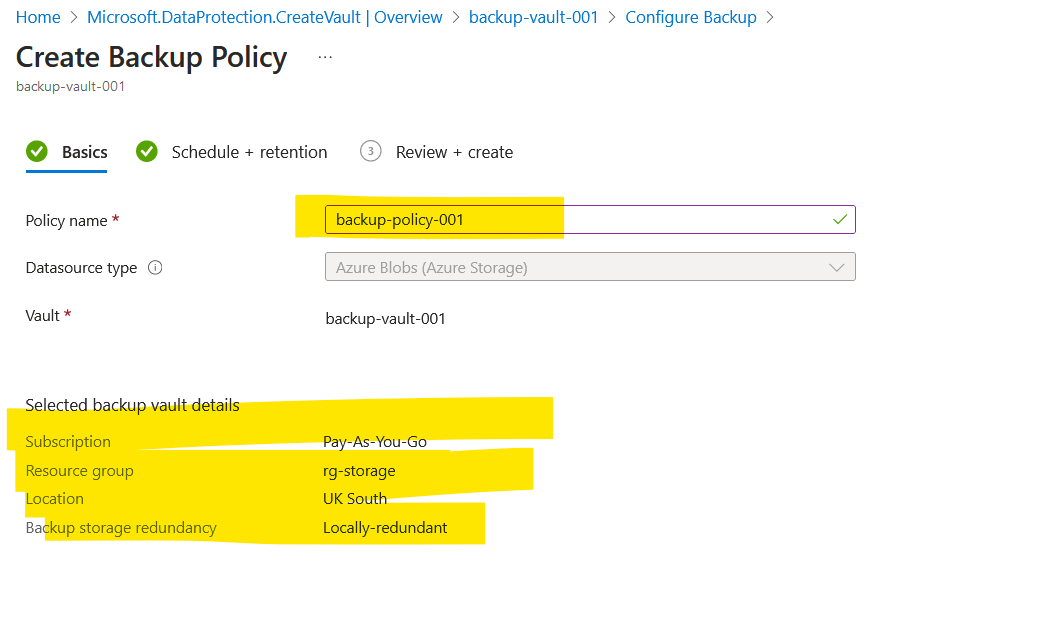 Home > Microsoft.DataProtection.CreateVault | Overview > backup-vault-001 > Configure Backup >
Create Backup Policy ...
backup-vault-001
Basics Schedule + retention 3 Review + create
Policy name * backup-policy-001
Datasource type Azure Blobs (Azure Storage)
Vault * backup-vault-001
Selected backup vault details
Subscription Pay-As-You-Go
Resource group rg-storage
Location UK South
Backup storage redundancy Locally-redundant